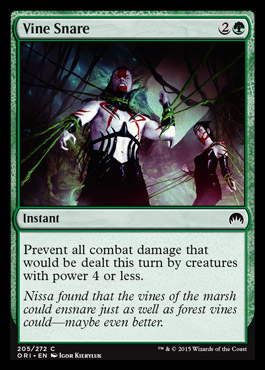 Vine Snare 2
Instant
Prevent all combat damage that
would be dealt this turn by creatures
with power 4 or less.
Nissa found that the vines of the marsh
could ensnare just as well as forest vines
could—maybe even better.
205/272 C
ORI • EN Igor Kieryluk
™ & © 2015 Wizards of the Coast